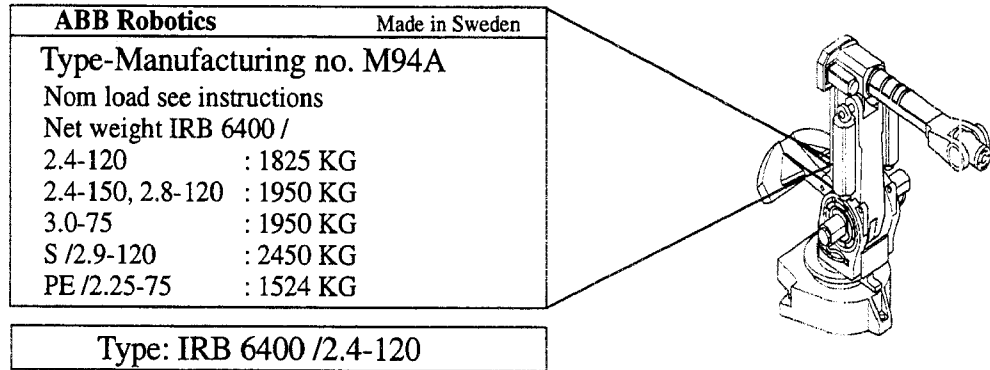 ABB Robotics Made in Sweden
Type-Manufacturing no. M94A
Nom load see instructions
Net weight IRB 6400 /
2.4-120 : 1825 KG
2.4-150, 2.8-120 : 1950 KG
3.0-75 : 1950 KG
S /2.9-120 : 2450 KG
PE /2.25-75 : 1524 KG
Type: IRB 6400 /2.4-120